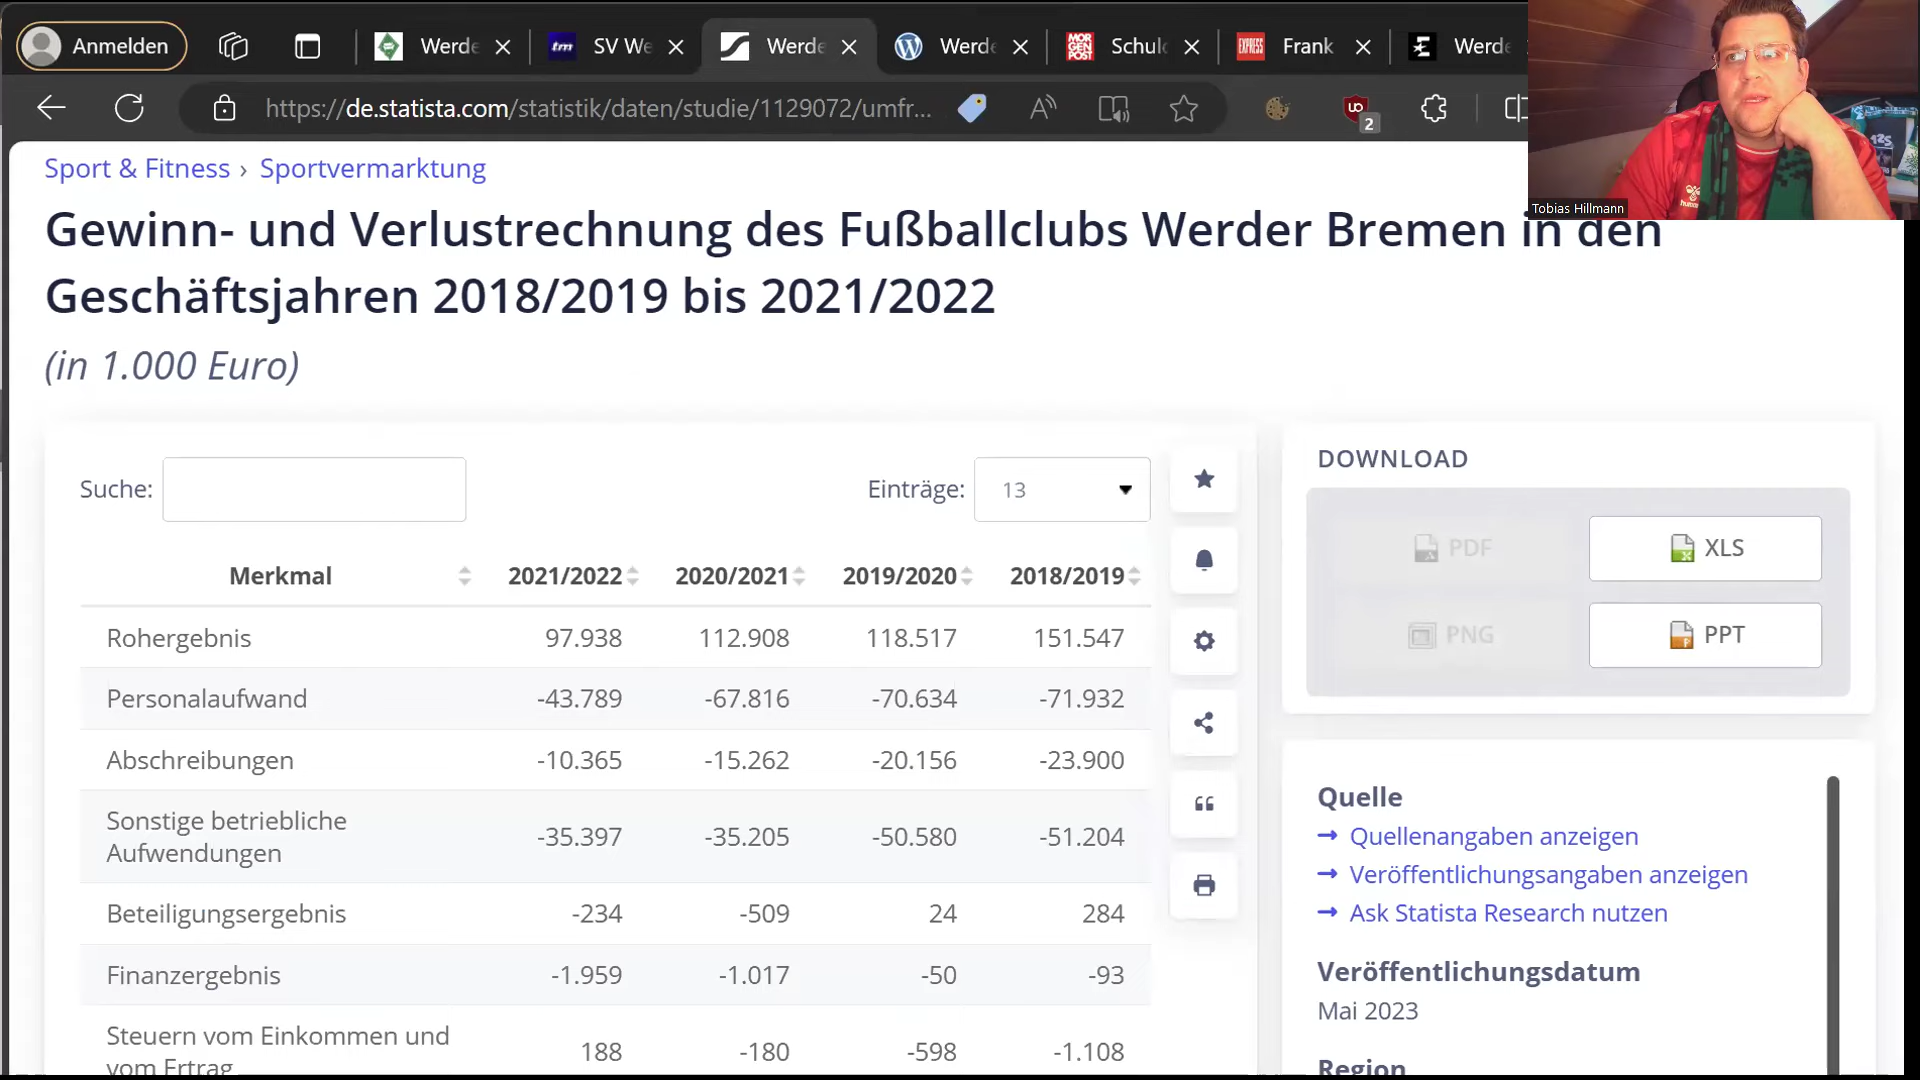 Anmelden
Werde
SV We
Werde
Werde
Schul
Frank
Werde
https://de.statista.com/statistik/daten/studie/1129072/umfr...
2
Tobias Hillmann
Sport & Fitness › Sportvermarktung
Gewinn- und Verlustrechnung des Fußballclubs Werder Bremen in den
Geschäftsjahren 2018/2019 bis 2021/2022
(in 1.000 Euro)
Suche:
Einträge: 13
Merkmal 2021/2022 2020/2021 2019/2020 2018/2019
Rohergebnis 97.938 112.908 118.517 151.547
Personalaufwand -43.789 -67.816 -70.634 -71.932
Abschreibungen -10.365 -15.262 -20.156 -23.900
Sonstige betriebliche
Aufwendungen -35.397 -35.205 -50.580 -51.204
Beteiligungsergebnis -234 -509 24 284
Finanzergebnis -1.959 -1.017 -50 -93
Steuern vom Einkommen und
vom Ertrag 188 -180 -598 -1.108
DOWNLOAD
PDF XLS
PNG PPT
Quelle
→ Quellenangaben anzeigen
→ Veröffentlichungsangaben anzeigen
→ Ask Statista Research nutzen
Veröffentlichungsdatum
Mai 2023
Region